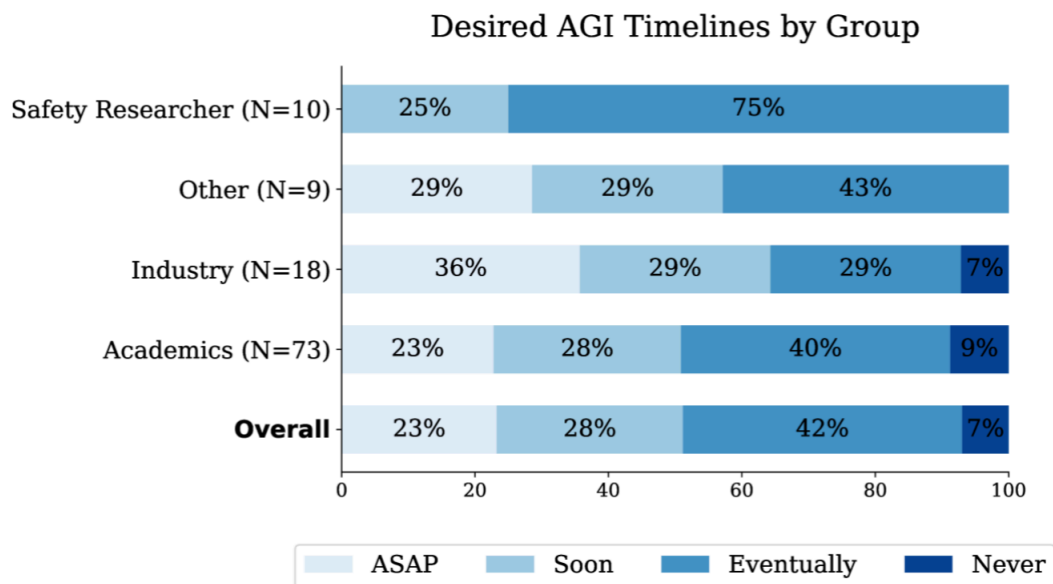 Desired AGI Timelines by Group
Safety Researcher (N=10) 25% 75%
Other (N=9) 29% 29% 43%
Industry (N=18) 36% 29% 29% 7%
Academics (N=73) 23% 28% 40% 9%
Overall 23% 28% 42% 7%
0 20 40 60 80 100
ASAP Soon Eventually Never